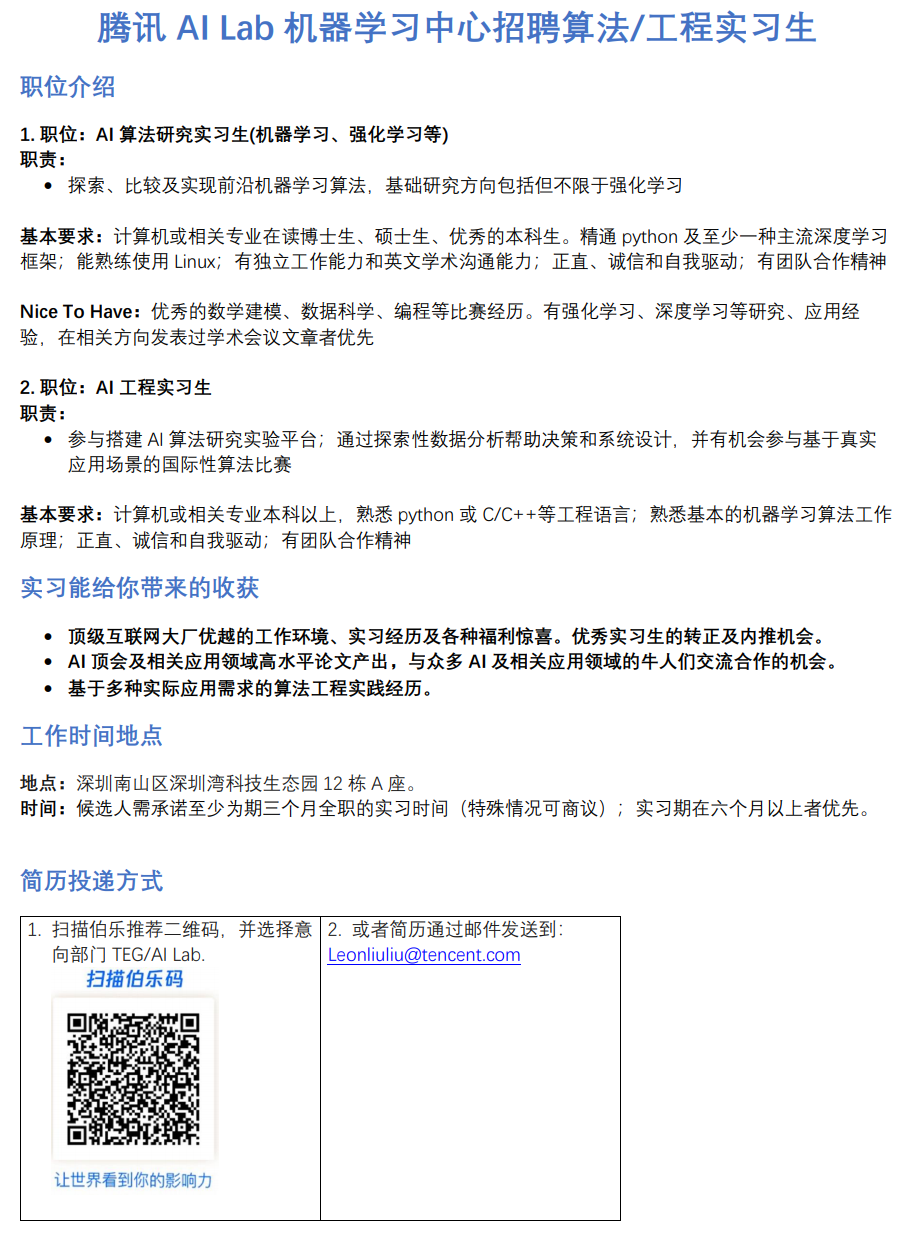 腾讯 AI Lab 机器学习中心招聘算法/工程实习生
职位介绍
1. 职位：AI 算法研究实习生(机器学习、强化学习等)
职责：
• 探索、比较及实现前沿机器学习算法，基础研究方向包括但不限于强化学习
基本要求：计算机或相关专业在读博士生、硕士生、优秀的本科生。精通 python 及至少一种主流深度学习
框架；能熟练使用 Linux；有独立工作能力和英文学术沟通能力；正直、诚信和自我驱动；有团队合作精神
Nice To Have：优秀的数学建模、数据科学、编程等比赛经历。有强化学习、深度学习等研究、应用经
验，在相关方向发表过学术会议文章者优先
2. 职位：AI 工程实习生
职责：
• 参与搭建 AI 算法研究实验平台；通过探索性数据分析帮助决策和系统设计，并有机会参与基于真实
应用场景的国际性算法比赛
基本要求：计算机或相关专业本科以上，熟悉 python 或 C/C++等工程语言；熟悉基本的机器学习算法工作
原理；正直、诚信和自我驱动；有团队合作精神
实习能给你带来的收获
• 顶级互联网大厂优越的工作环境、实习经历及各种福利惊喜。优秀实习生的转正及内推机会。
• AI 顶会及相关应用领域高水平论文产出，与众多 AI 及相关应用领域的牛人们交流合作的机会。
• 基于多种实际应用需求的算法工程实践经历。
工作时间地点
地点：深圳南山区深圳湾科技生态园 12 栋 A 座。
时间：候选人需承诺至少为期三个月全职的实习时间（特殊情况可商议）；实习期在六个月以上者优先。
简历投递方式
1. 扫描伯乐推荐二维码，并选择意
向部门 TEG/AI Lab.
扫描伯乐码
让世界看到你的影响力
2. 或者简历通过邮件发送到：
Leonliuliu@tencent.com